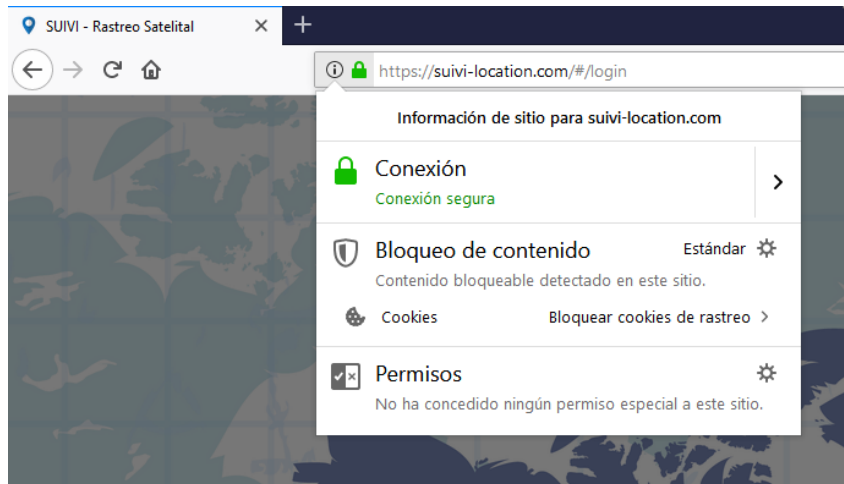 SUIVI - Rastreo Satelital
https://suivi-location.com/#/login
Información de sitio para suivi-location.com
Conexión
Conexión segura
Bloqueo de contenido Estándar
Contenido bloqueable detectado en este sitio.
Cookies Bloquear cookies de rastreo
Permisos
No ha concedido ningún permiso especial a este sitio.